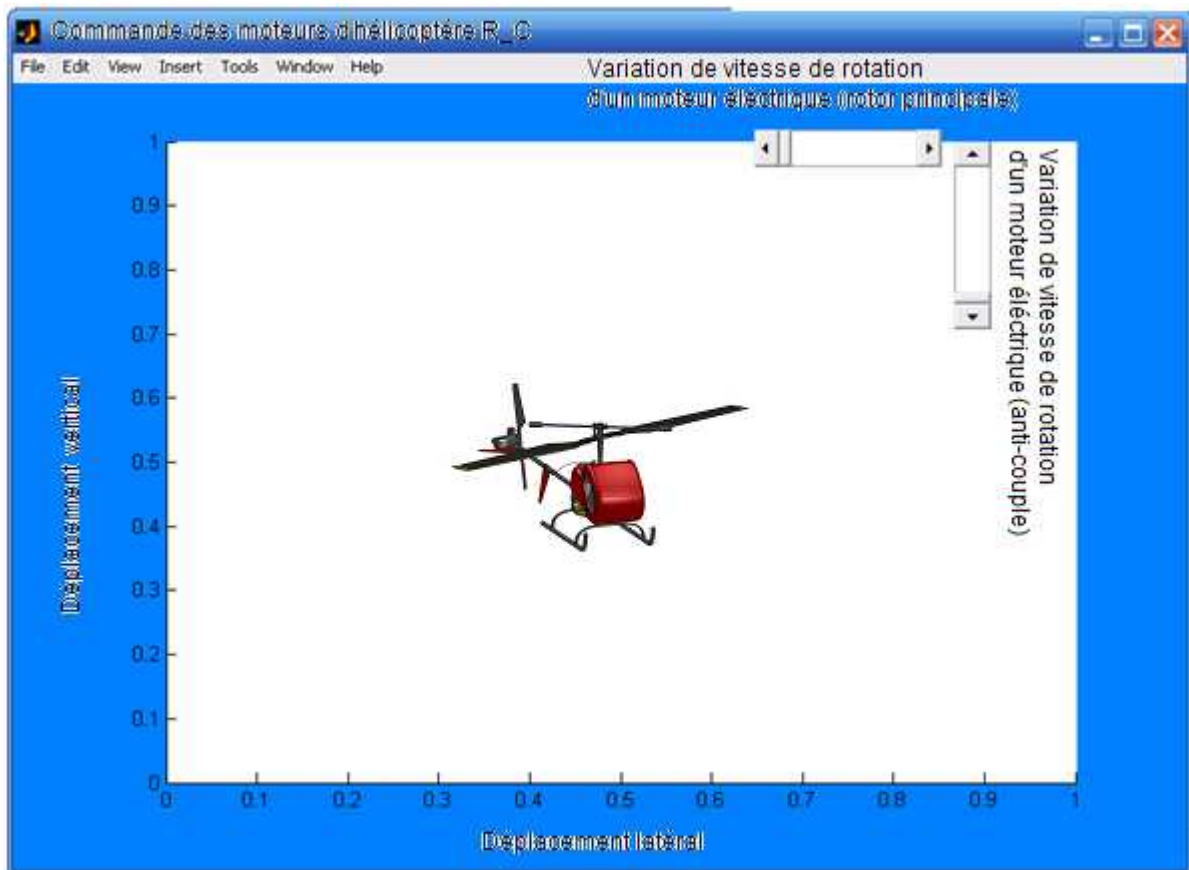 Commande des moteurs d'hélicoptére R_C
File Edit View Insert Tools Window Help
Variation de vitesse de rotation
d'un moteur électrique (rotor principale)
Variation de vitesse de rotation
d'un moteur éléctrique (anti-couple)
Déplacement vertical
1
0.9
0.8
0.7
0.6
0.5
0.4
0.3
0.2
0.1
0
0 0.1 0.2 0.3 0.4 0.5 0.6 0.7 0.8 0.9 1
Déplacement latéral